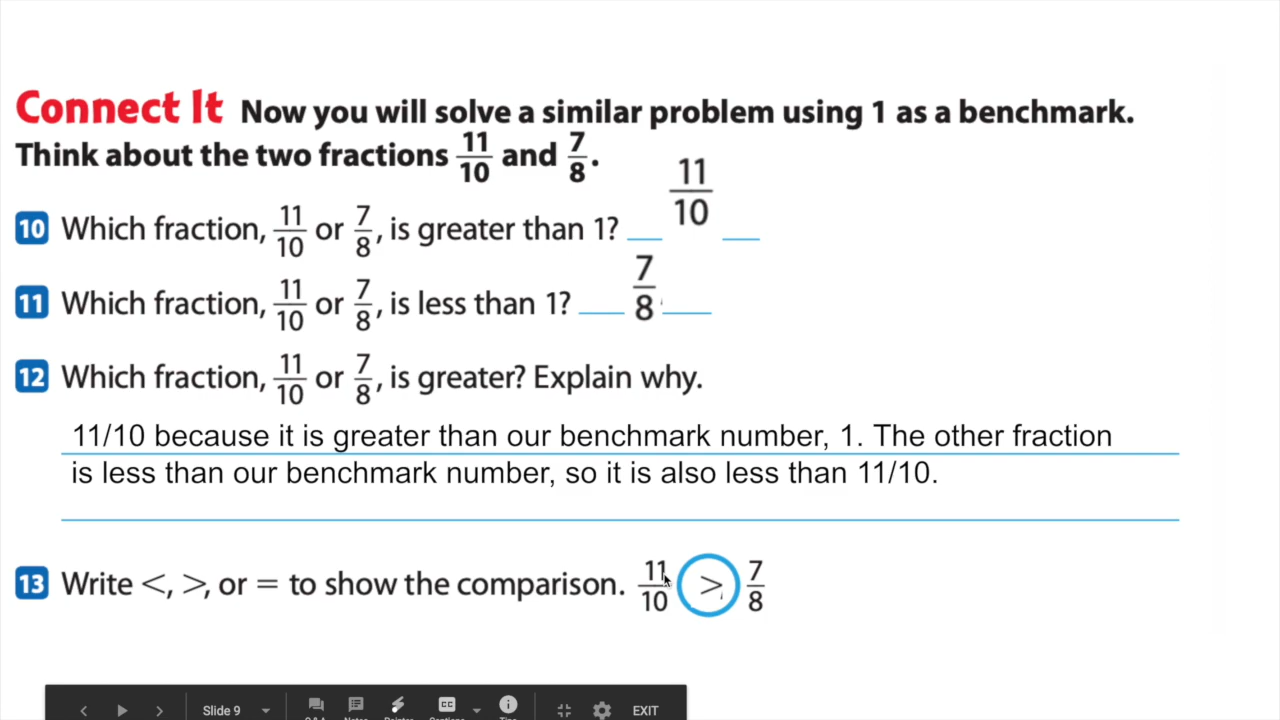 Connect It Now you will solve a similar problem using 1 as a benchmark.
Think about the two fractions 11/10 and 7/8.
11/10
10 Which fraction, 11/10 or 7/8, is greater than 1?
7/8
11 Which fraction, 11/10 or 7/8, is less than 1?
12 Which fraction, 11/10 or 7/8, is greater? Explain why.
11/10 because it is greater than our benchmark number, 1. The other fraction
is less than our benchmark number, so it is also less than 11/10.
13 Write <, >, or = to show the comparison. 11/10 > 7/8
Slide 9 EXIT